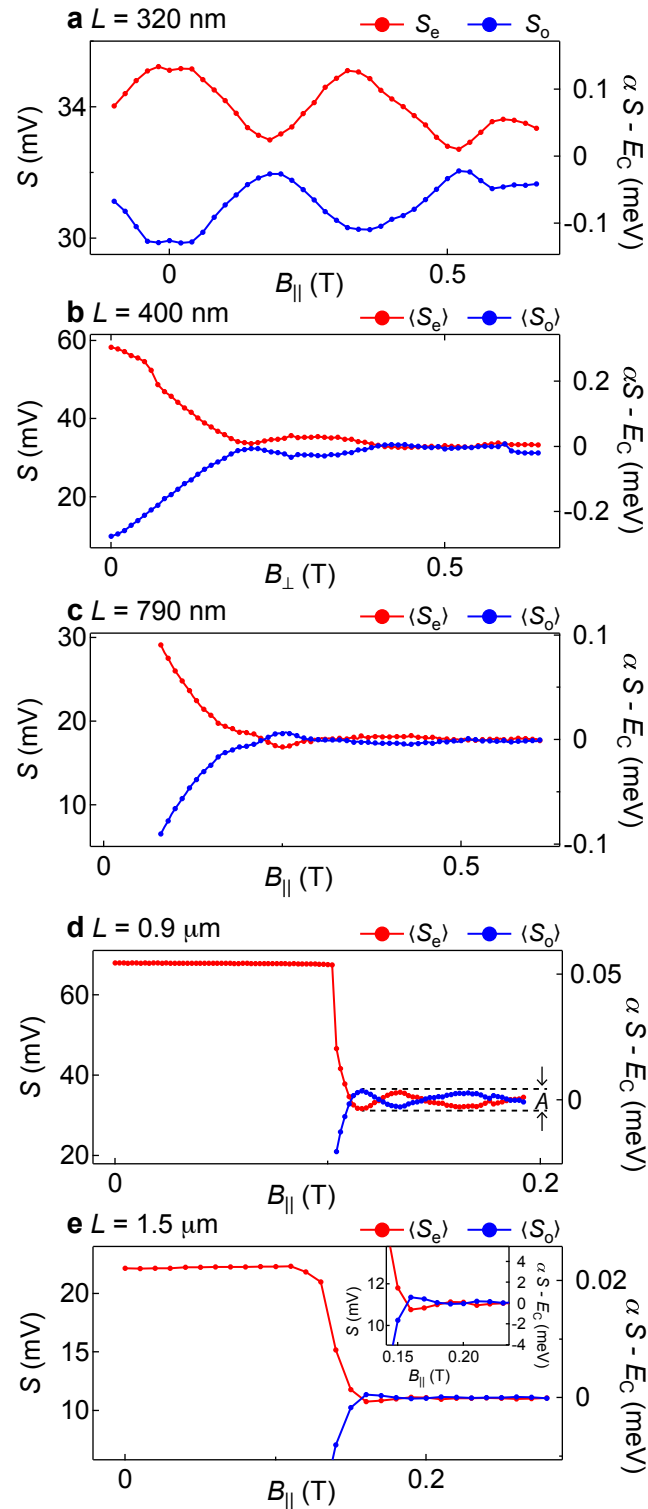 a L = 320 nm
S_e S_o
34
30
S (mV)
0.1
0
-0.1
α S - E_C (meV)
0 0.5
B_|| (T)
b L = 400 nm
⟨S_e⟩ ⟨S_o⟩
60
40
20
S (mV)
0.2
0
-0.2
αS - E_C (meV)
0 0.5
B_⊥ (T)
c L = 790 nm
⟨S_e⟩ ⟨S_o⟩
30
20
10
S (mV)
0.1
0
-0.1
α S - E_C (meV)
0 0.5
B_|| (T)
d L = 0.9 μm
⟨S_e⟩ ⟨S_o⟩
60
40
20
S (mV)
0.05
0
α S - E_C (meV)
A
0 0.2
B_|| (T)
e L = 1.5 μm
⟨S_e⟩ ⟨S_o⟩
20
15
10
S (mV)
0.02
0
α S - E_C (meV)
12
10
S (mV)
4
2
0
-2
-4
α S - E_C (meV)
0.15 0.20
B_|| (T)
0 0.2
B_|| (T)